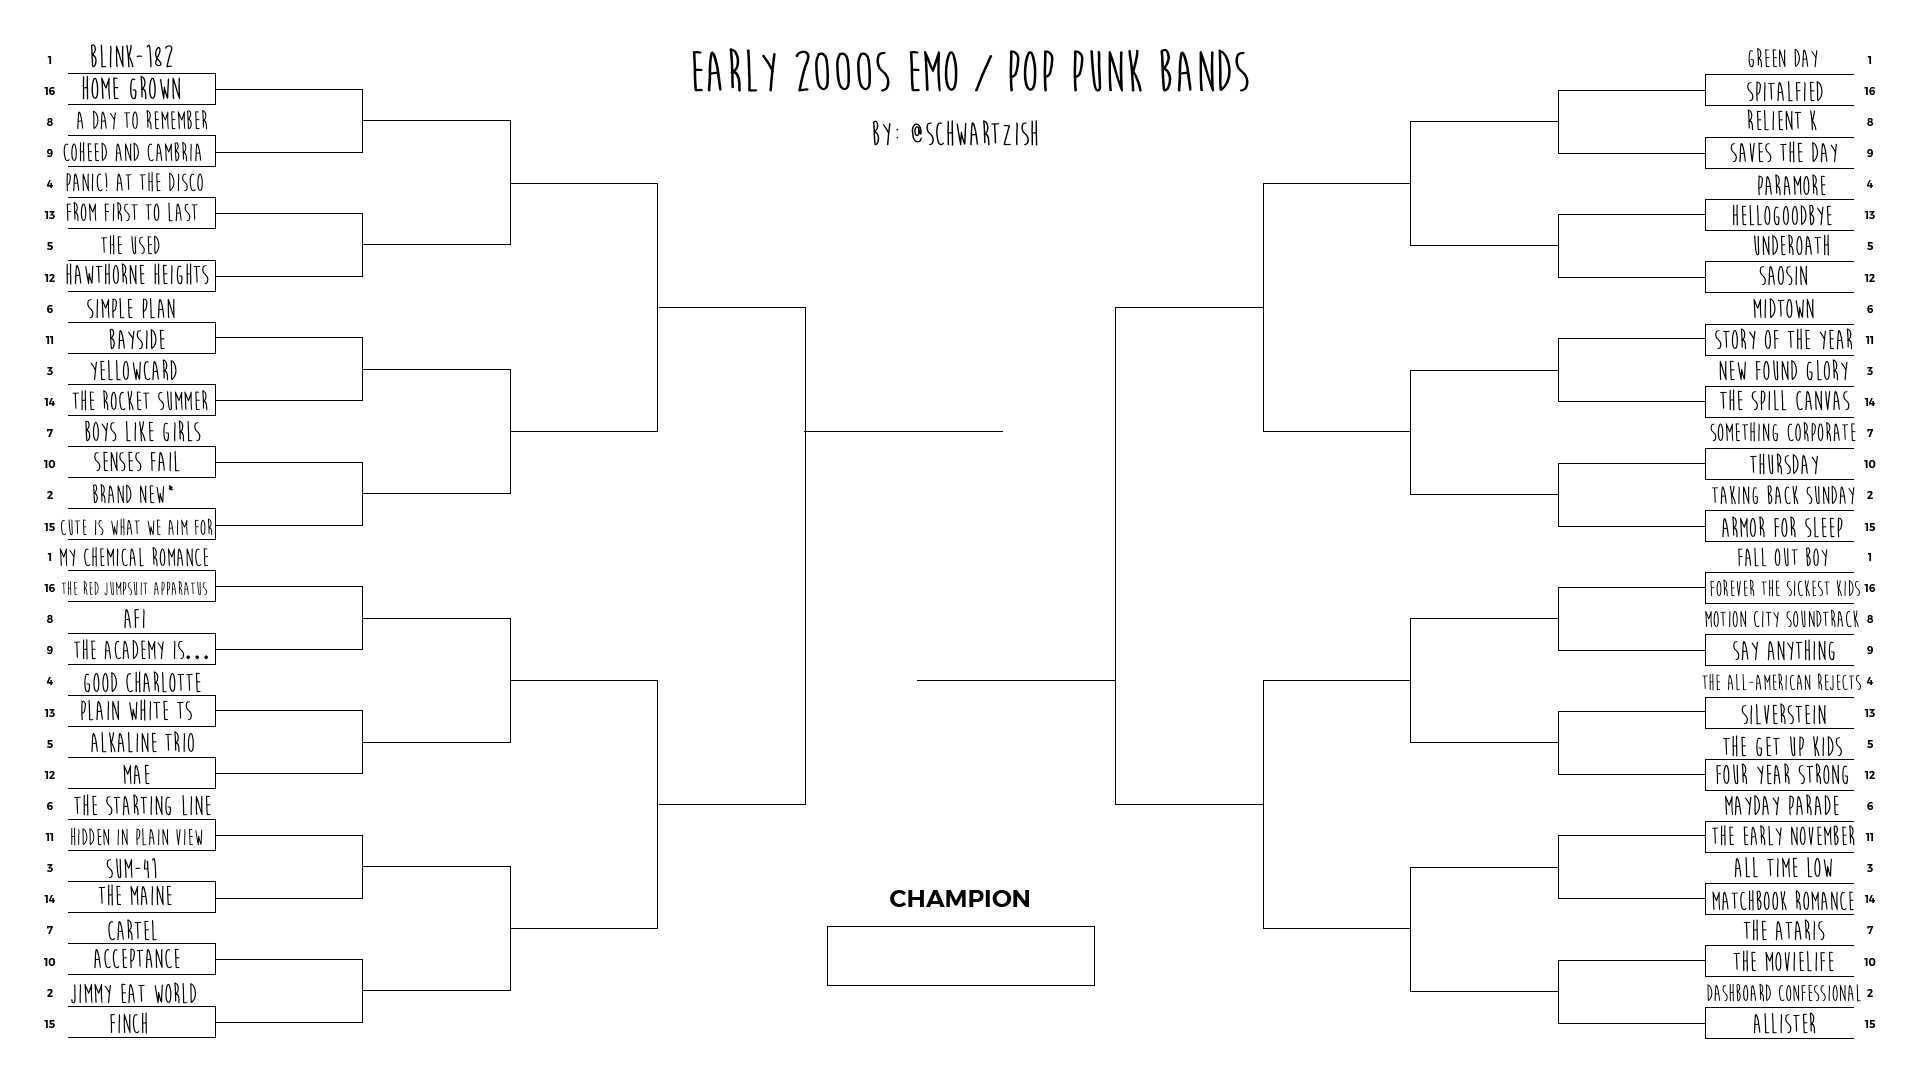 EARLY 2000S EMO / POP PUNK BANDS
BY: @SCHWARTZISH
1 BLINK-182
16 HOME GROWN
8 A DAY TO REMEMBER
9 COHEED AND CAMBRIA
4 PANIC! AT THE DISCO
13 FROM FIRST TO LAST
5 THE USED
12 HAWTHORNE HEIGHTS
6 SIMPLE PLAN
11 BAYSIDE
3 YELLOWCARD
14 THE ROCKET SUMMER
7 BOYS LIKE GIRLS
10 SENSES FAIL
2 BRAND NEW*
15 CUTE IS WHAT WE AIM FOR
1 MY CHEMICAL ROMANCE
16 THE RED JUMPSUIT APPARATUS
8 AFI
9 THE ACADEMY IS...
4 GOOD CHARLOTTE
13 PLAIN WHITE TS
5 ALKALINE TRIO
12 MAE
6 THE STARTING LINE
11 HIDDEN IN PLAIN VIEW
3 SUM-41
14 THE MAINE
7 CARTEL
10 ACCEPTANCE
2 JIMMY EAT WORLD
15 FINCH
GREEN DAY 1
SPITALFIED 16
RELIENT K 8
SAVES THE DAY 9
PARAMORE 4
HELLOGOODBYE 13
UNDEROATH 5
SAOSIN 12
MIDTOWN 6
STORY OF THE YEAR 11
NEW FOUND GLORY 3
THE SPILL CANVAS 14
SOMETHING CORPORATE 7
THURSDAY 10
TAKING BACK SUNDAY 2
ARMOR FOR SLEEP 15
FALL OUT BOY 1
FOREVER THE SICKEST KIDS 16
MOTION CITY SOUNDTRACK 8
SAY ANYTHING 9
THE ALL-AMERICAN REJECTS 4
SILVERSTEIN 13
THE GET UP KIDS 5
FOUR YEAR STRONG 12
MAYDAY PARADE 6
THE EARLY NOVEMBER 11
ALL TIME LOW 3
MATCHBOOK ROMANCE 14
THE ATARIS 7
THE MOVIELIFE 10
DASHBOARD CONFESSIONAL 2
ALLISTER 15
CHAMPION